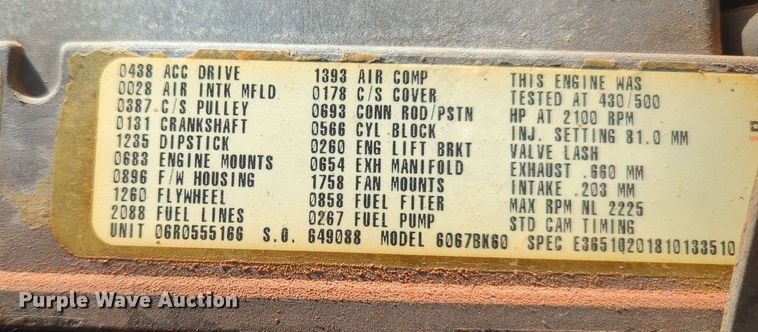 0438 ACC DRIVE
0028 AIR INTK MFLD
0387 C/S PULLEY
0131 CRANKSHAFT
1235 DIPSTICK
0683 ENGINE MOUNTS
0896 F/W HOUSING
1260 FLYWHEEL
2088 FUEL LINES
1393 AIR COMP
0178 C/S COVER
0693 CONN ROD/PSTN
0566 CYL BLOCK
0260 ENG LIFT BRKT
0654 EXH MANIFOLD
1758 FAN MOUNTS
0858 FUEL FITER
0267 FUEL PUMP
THIS ENGINE WAS
TESTED AT 430/500
HP AT 2100 RPM
INJ. SETTING 81.0 MM
VALVE LASH
EXHAUST .660 MM
INTAKE .203 MM
MAX RPM NL 2225
STD CAM TIMING
UNIT 06R0555166 S.O. 649088 MODEL 6067BK60 SPEC E3651020181013351​0
Purple Wave Auction